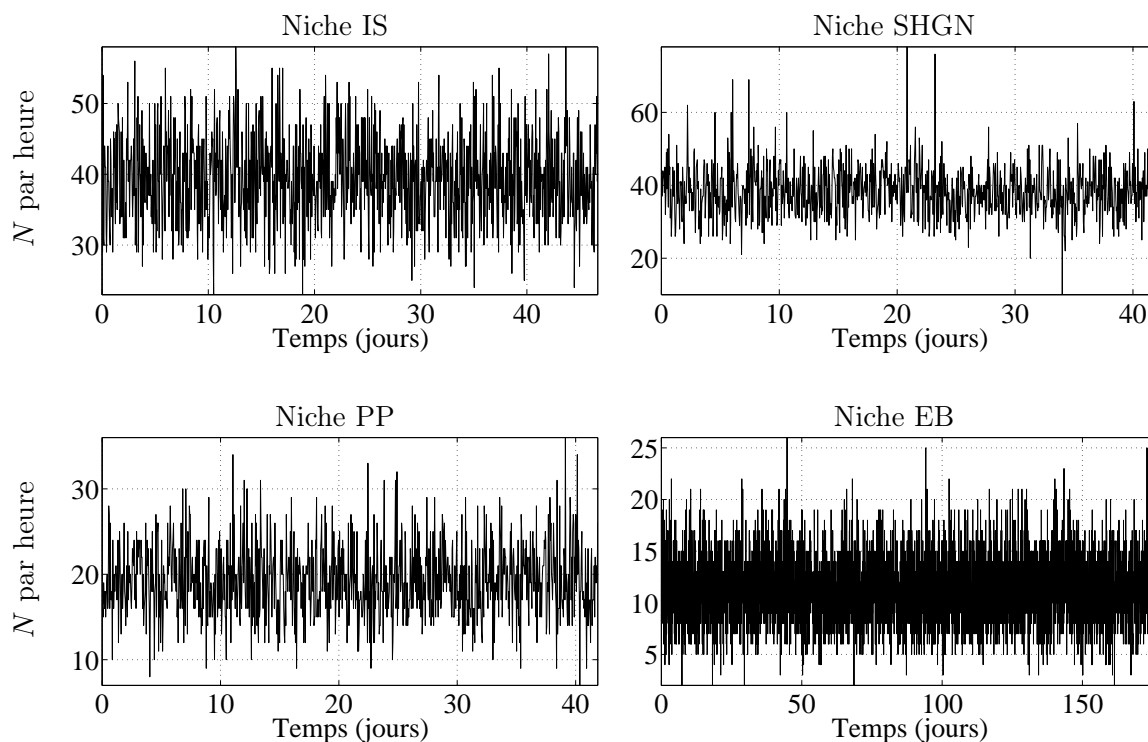 Niche IS
N par heure
50
40
30
0 10 20 30 40
Temps (jours)
Niche SHGN
60
40
20
0 10 20 30 40
Temps (jours)
Niche PP
N par heure
30
20
10
0 10 20 30 40
Temps (jours)
Niche EB
25
20
15
10
5
0 50 100 150
Temps (jours)